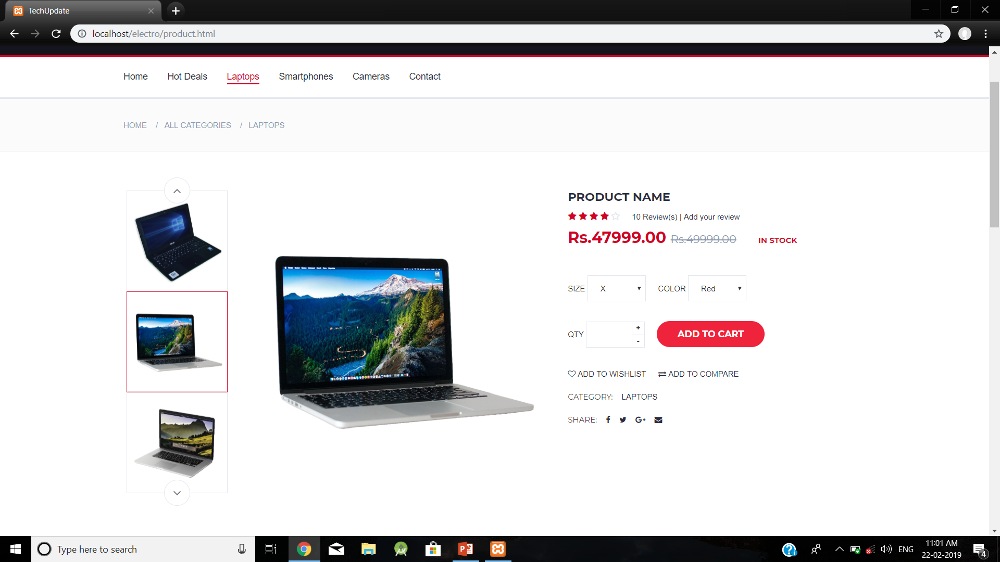 TechUpdate
localhost/electro/product.html
Home Hot Deals Laptops Smartphones Cameras Contact
HOME / ALL CATEGORIES / LAPTOPS
PRODUCT NAME
10 Review(s) | Add your review
Rs.47999.00 Rs.49999.00 IN STOCK
SIZE X COLOR Red
QTY + - ADD TO CART
ADD TO WISHLIST ADD TO COMPARE
CATEGORY: LAPTOPS
SHARE: f G+
Type here to search
ENG
11:01 AM
22-02-2019
4